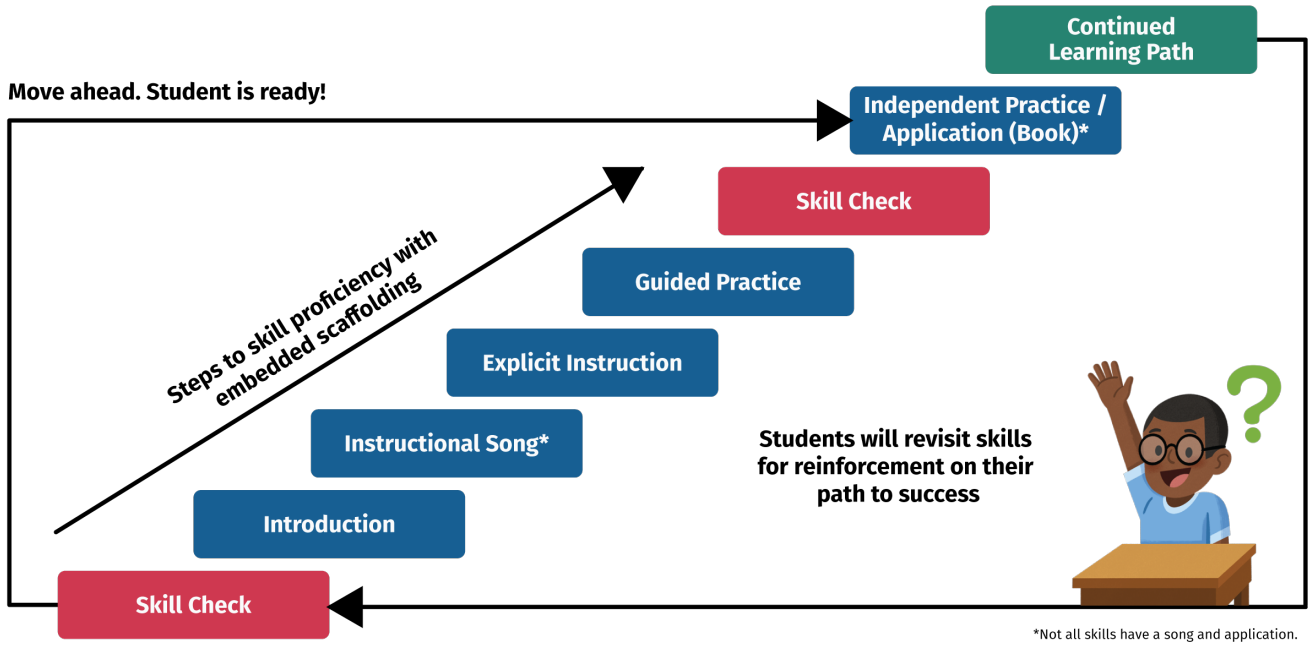 Continued
Learning Path
Move ahead. Student is ready!
Independent Practice /
Application (Book)*
Skill Check
Steps to skill proficiency with
embedded scaffolding
Guided Practice
Explicit Instruction
Instructional Song*
Students will revisit skills
for reinforcement on their
path to success
Introduction
Skill Check
*Not all skills have a song and application.